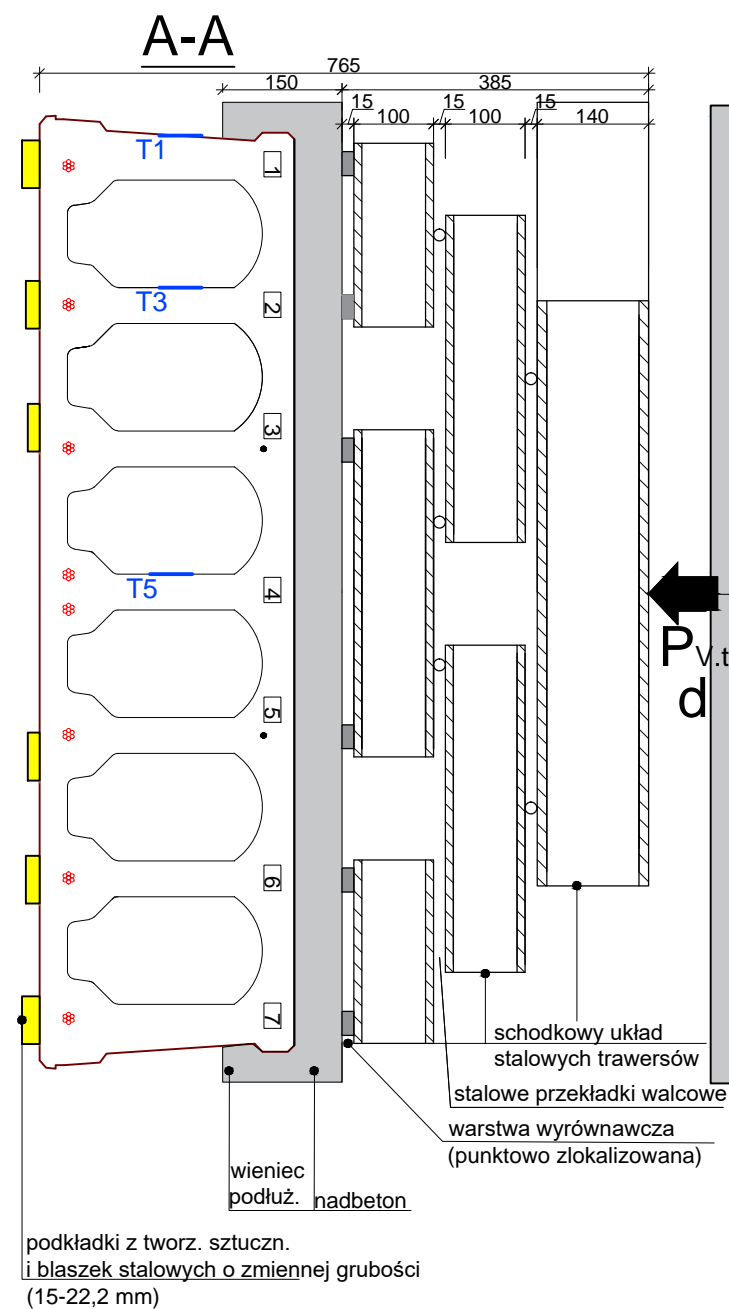 A-A
765
150
385
15
100
15
100
15
140
T1
1
T3
2
3
T5
4
5
6
7
PV.t
d
schodkowy układ
stalowych trawersów
stalowe przekładki walcowe
warstwa wyrównawcza
(punktowo zlokalizowana)
wieniec
podłuż.
nadbeton
podkładki z tworz. sztuczn.
i blaszek stalowych o zmiennej grubości
(15-22,2 mm)